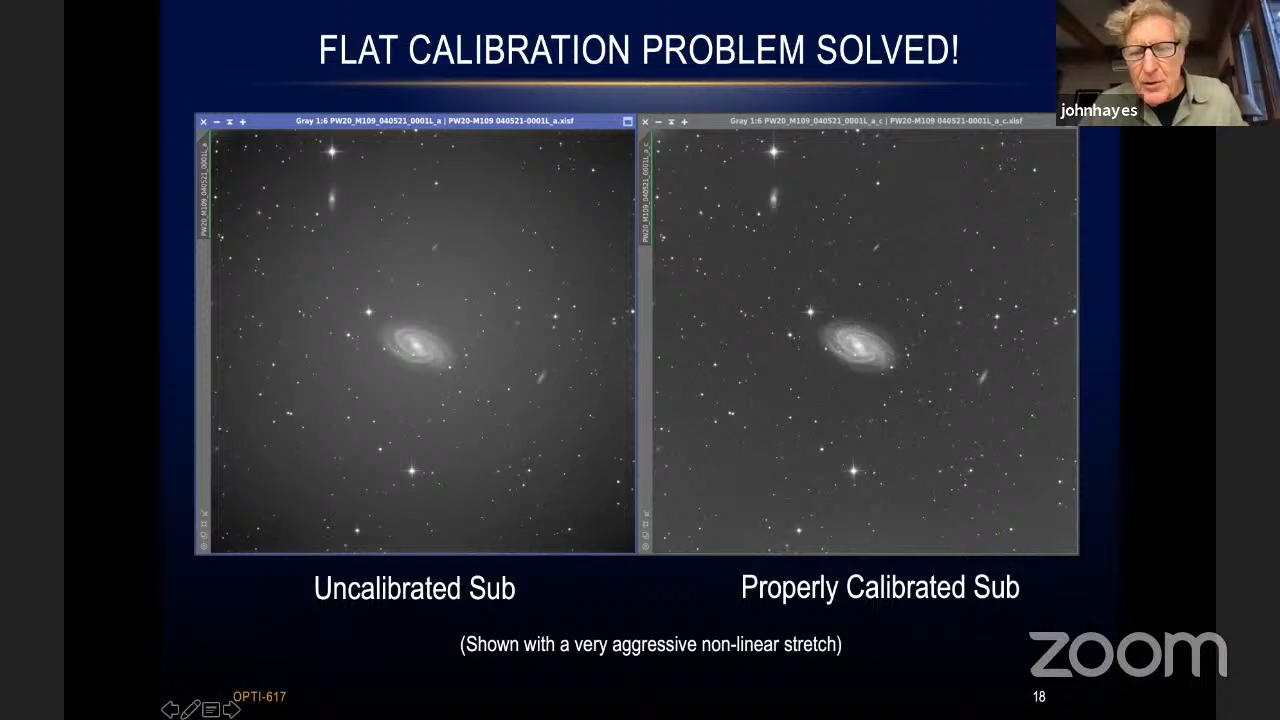 FLAT CALIBRATION PROBLEM SOLVED!
johnhayes
Gray 1:6 PW20_M109_040521_0001L_a | PW20-M109 040521-0001L_a.xisf
Gray 1:6 PW20_M109_040521_0001L_a_c | PW20-M109 040521-0001L_a_c.xisf
PW20_M109_040521_0001L_a
PW20_M109_040521_0001L_a_c
Uncalibrated Sub
Properly Calibrated Sub
(Shown with a very aggressive non-linear stretch)
zoom
OPTI-617
18